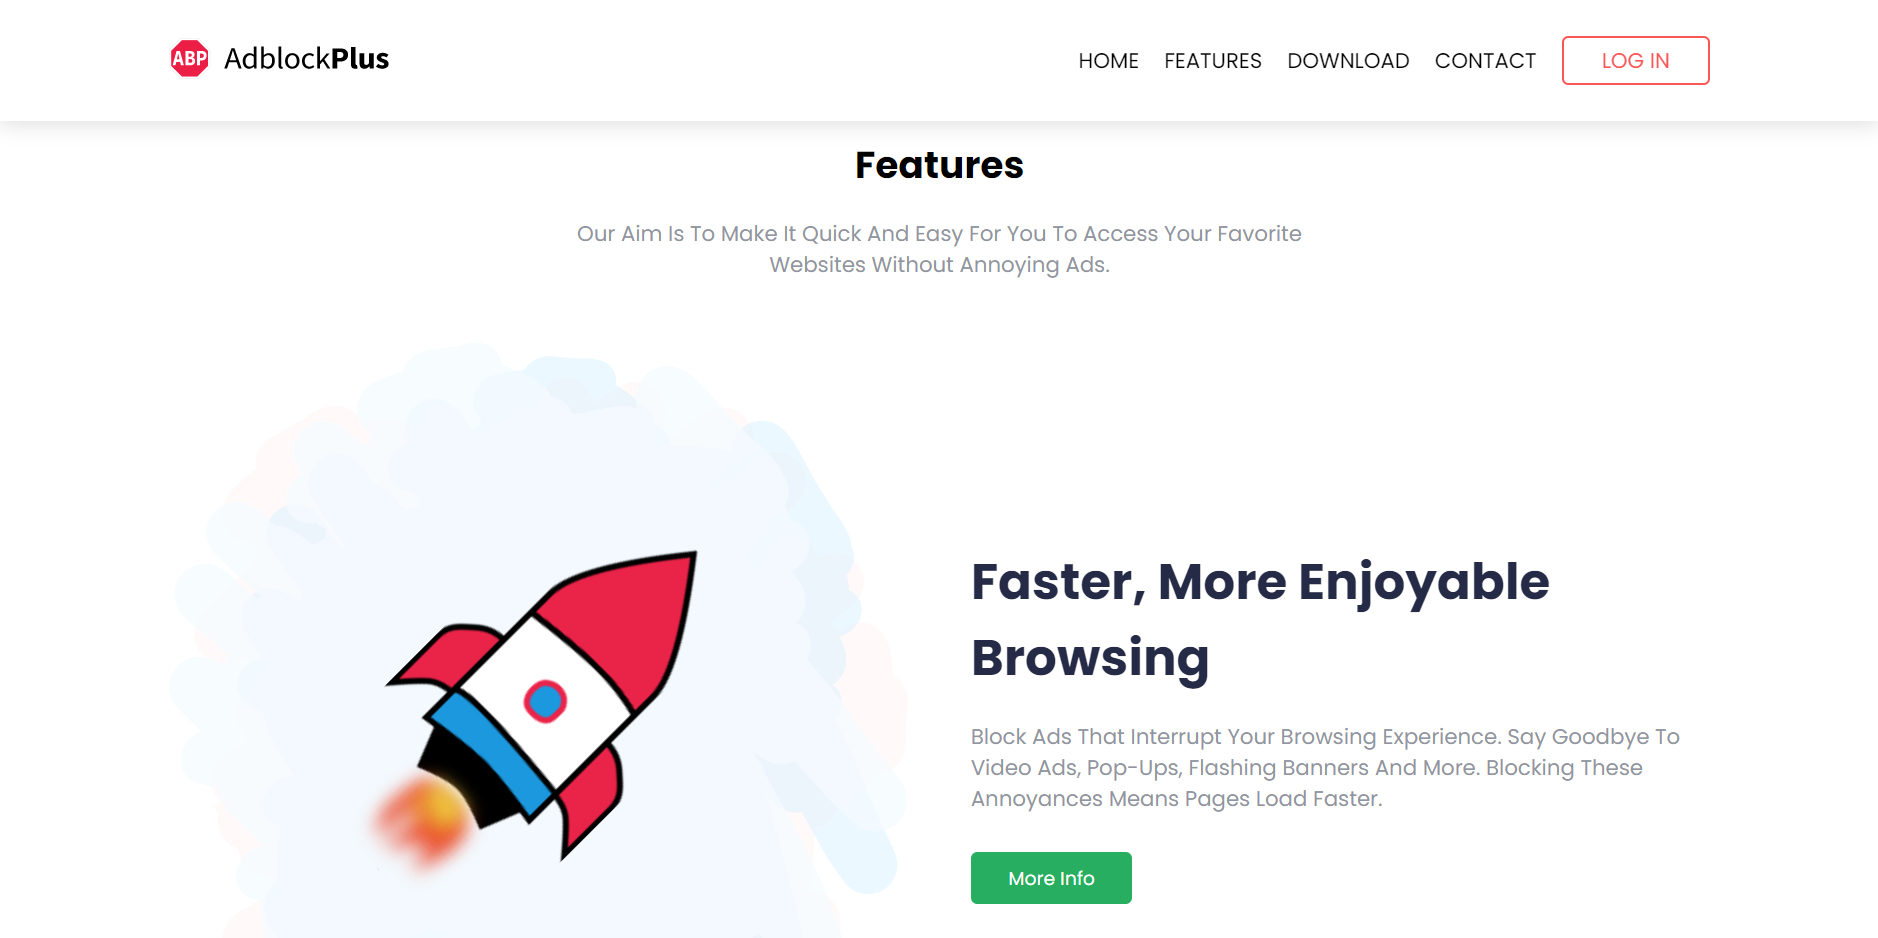 ABP AdblockPlus
HOME FEATURES DOWNLOAD CONTACT LOG IN
Features
Our Aim Is To Make It Quick And Easy For You To Access Your Favorite
Websites Without Annoying Ads.
Faster, More Enjoyable
Browsing
Block Ads That Interrupt Your Browsing Experience. Say Goodbye To
Video Ads, Pop-Ups, Flashing Banners And More. Blocking These
Annoyances Means Pages Load Faster.
More Info